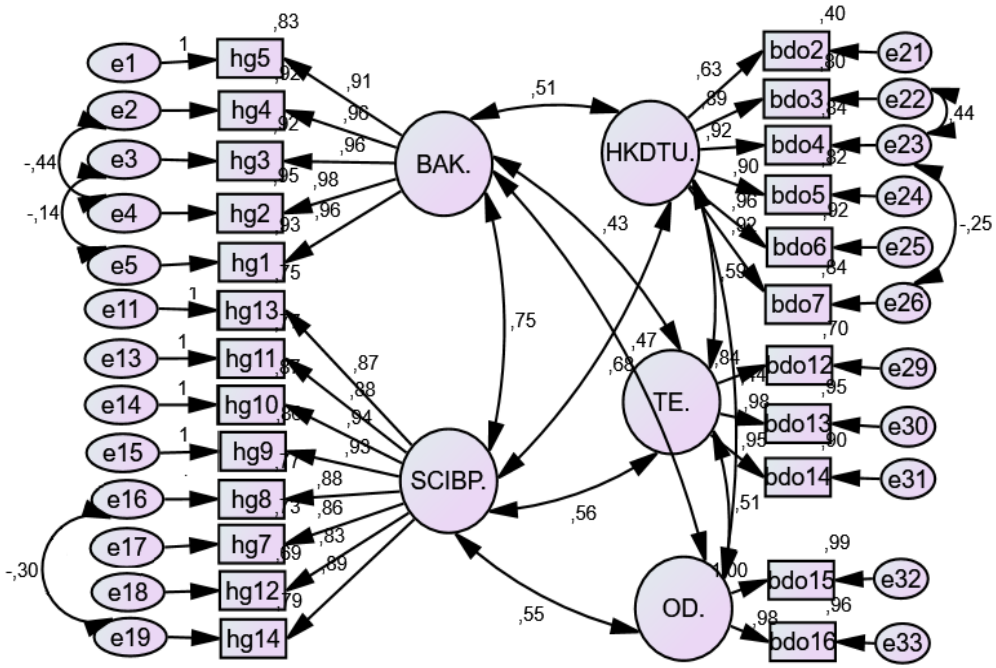 ,83
,40
e1 1 hg5 bdo2 e21
,92 ,80
,91 ,63
,51
e2 hg4 bdo3 e22
,96 ,89 ,84 ,44
,92
e3 hg3 ,96 BAK. HKDTU. ,92 bdo4 e23
-,44 ,95 ,98 ,90 ,82
e4 hg2 ,96 ,96 bdo5 e24
-,14 ,93 ,43 ,92 ,92 -,25
e5 hg1 bdo6 e25
,75 ,59 ,84
e11 1 hg13 bdo7 e26
,75 ,70
e13 1 hg11 ,87 ,47 ,68 ,84 bdo12 e29
,88 ,95
e14 1 hg10 ,94 TE. ,98 bdo13 e30
e15 1 hg9 ,93 ,95 ,90
,77 ,88 SCIBP. bdo14 e31
e16 hg8 ,86 ,56 ,51
,73
e17 hg7 ,83
-,30 ,69 ,89 ,99
e18 hg12 bdo15 e32
,79 ,55 OD. ,98 ,96
e19 hg14 bdo16 e33